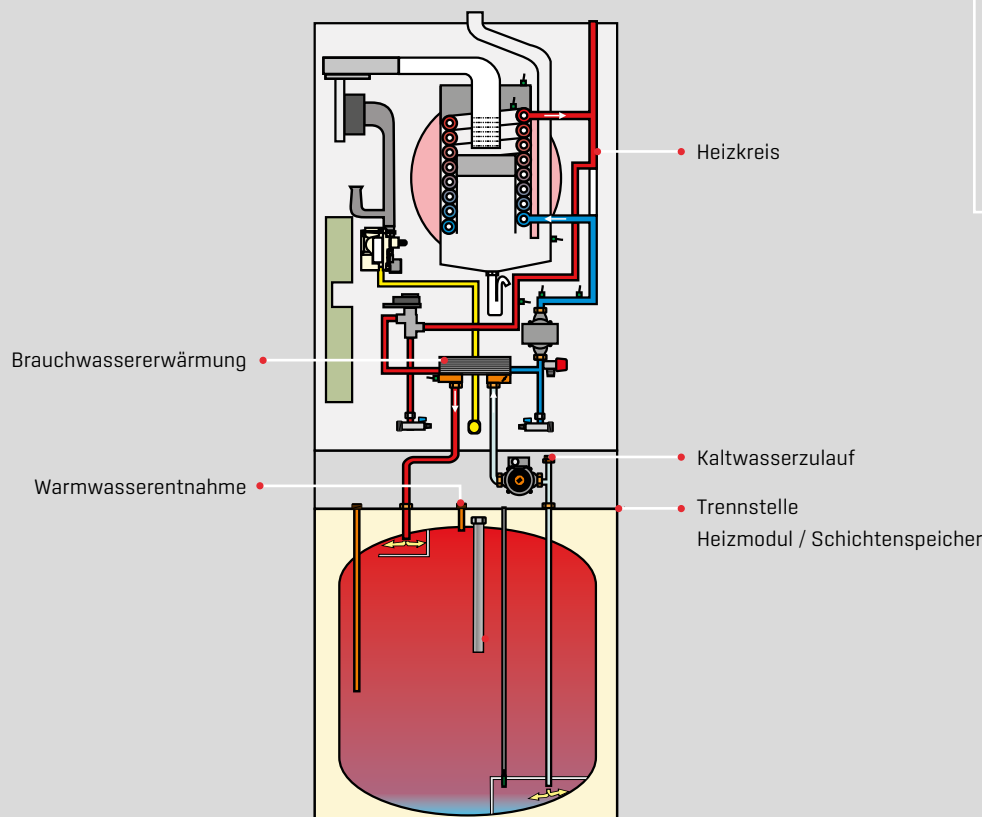 Heizkreis
Brauchwassererwärmung
Kaltwasserzulauf
Warmwasserentnahme
Trennstelle
Heizmodul / Schichtenspeicher